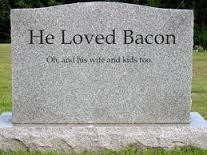 He Loved Bacon
Oh, and his wife and kids too.